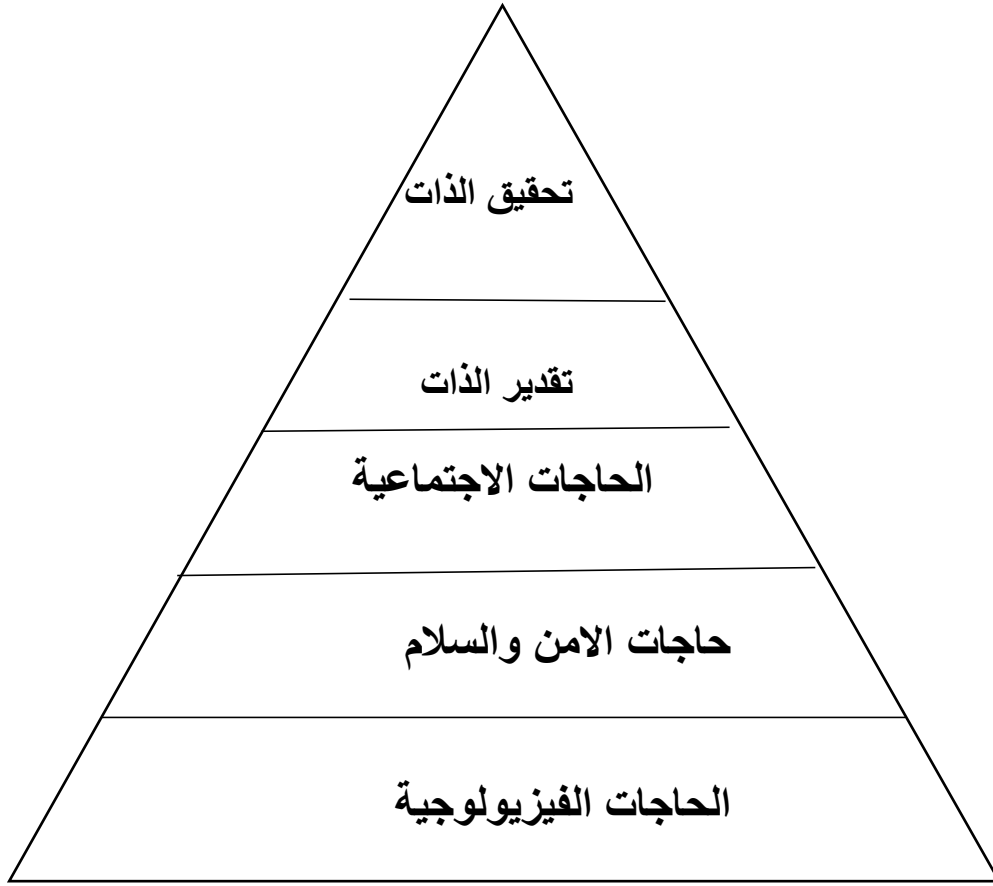 تحقيق الذات
تقدير الذات
الحاجات الاجتماعية
حاجات الامن والسلام
الحاجات الفيزيولوجية